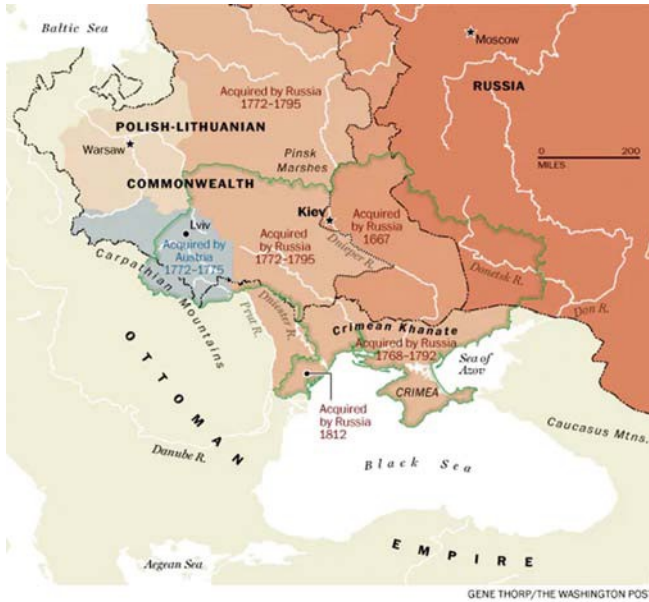 Baltic Sea
Moscow
RUSSIA
Acquired by Russia
1772–1795
POLISH-LITHUANIAN
Warsaw
COMMONWEALTH
Pinsk
Marshes
0 200
MILES
Lviv
Acquired by
Austria
1772–1775
Acquired
by Russia
1772–1795
Kiev
Acquired
by Russia
1667
Dnieper R.
Donetsk R.
Don R.
Carpathian Mountains
Prut R.
Dniester R.
Crimean Khanate
Acquired by Russia
1768–1792
Sea of
Azov
CRIMEA
Acquired
by Russia
1812
Caucasus Mtns.
OTTOMAN
Danube R.
Black Sea
EMPIRE
Aegean Sea
GENE THORP/THE WASHINGTON POS